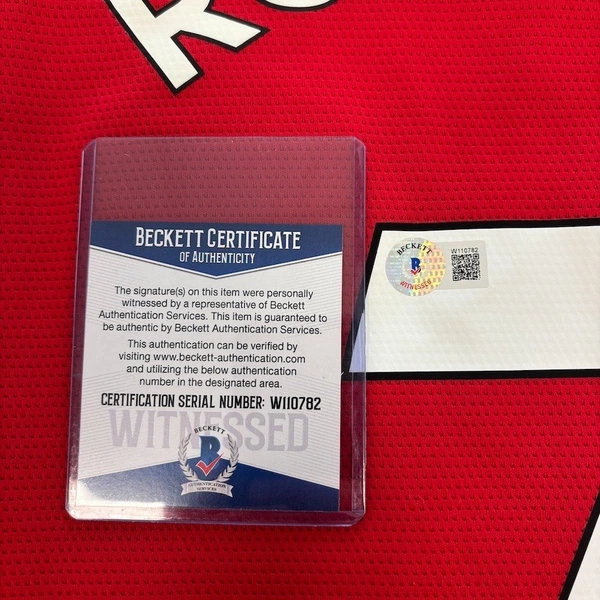 BECKETT CERTIFICATE
OF AUTHENTICITY
The signature(s) on this item were personally
witnessed by a representative of Beckett
Authentication Services. This item is guaranteed to
be authentic by Beckett Authentication Services.
This authentication can be verified by
visiting www.beckett-authentication.com
and utilizing the below authentication
number in the designated area.
CERTIFICATION SERIAL NUMBER: W110782
WITNESSED
BECKETT
B
AUTHENTICATION
SERVICES
BECKETT
B
WITNESSED
W110782